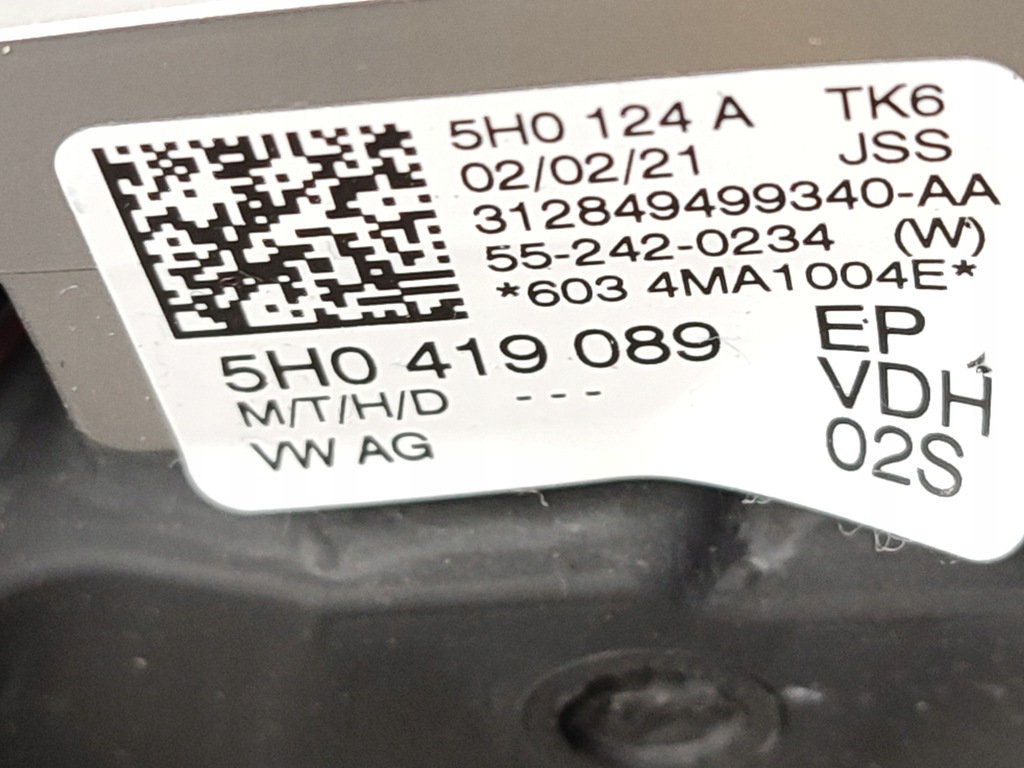 5H0 124 A TK6
02/02/21 JSS
312849499340-AA
55-242-0234 (W)
*603 4MA1004E*
5H0 419 089 EP
M/T/H/D --- VDH
VW AG 02S